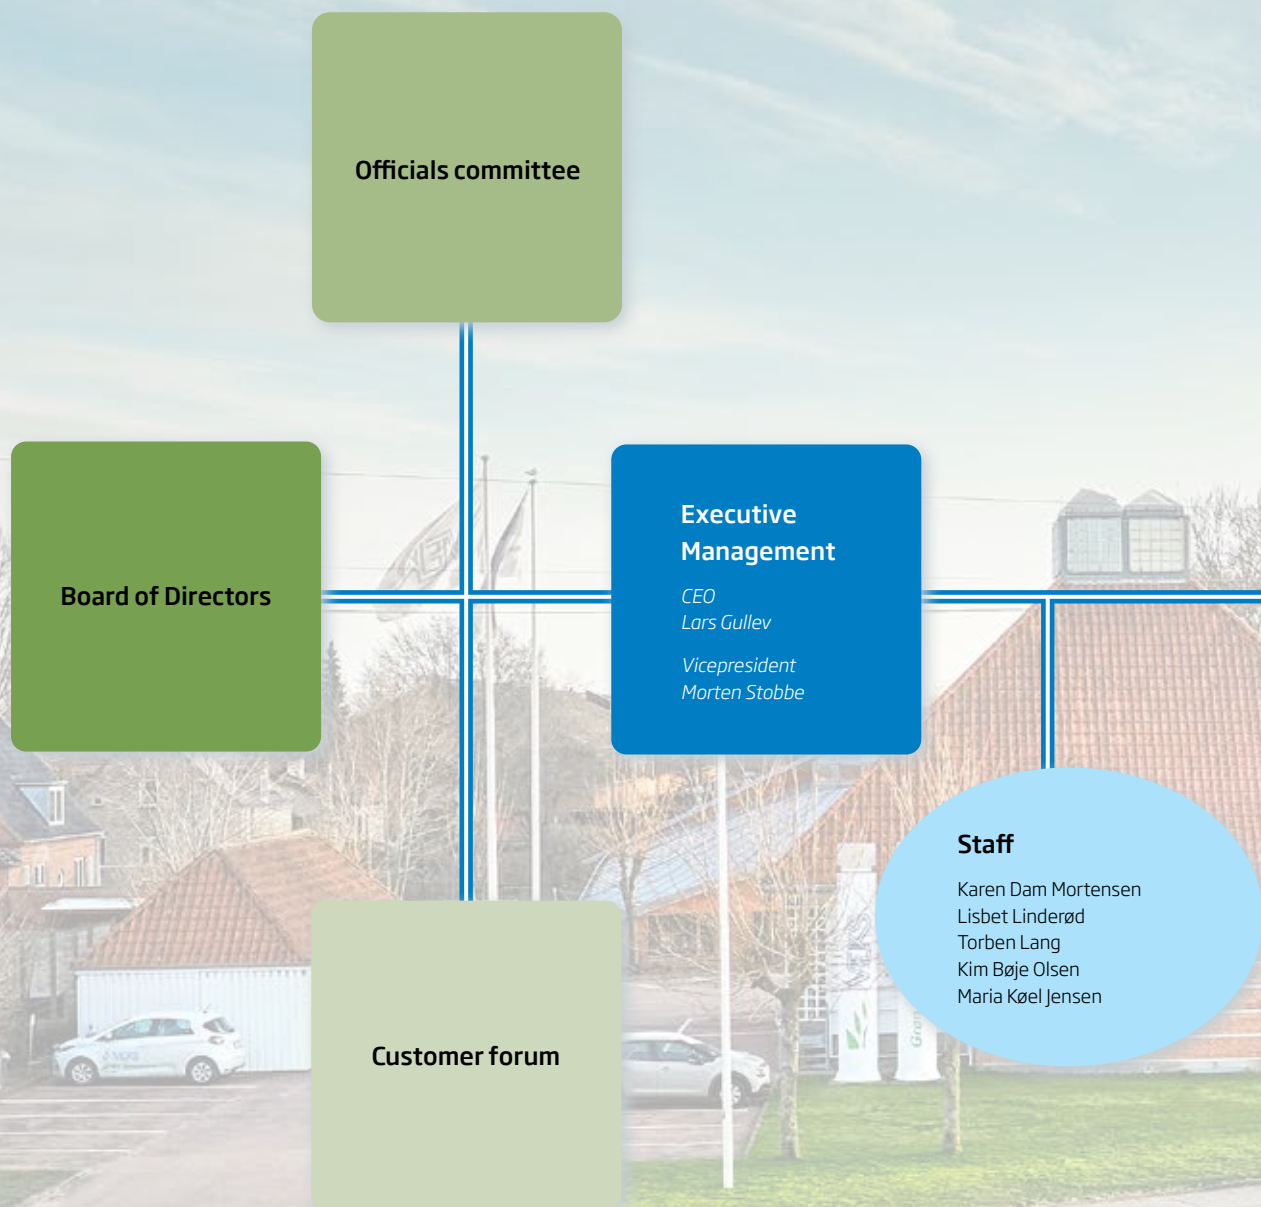 Officials committee
Board of Directors
Executive
Management
CEO
Lars Gullev
Vicepresident
Morten Stobbe
Staff
Karen Dam Mortensen
Lisbet Linderød
Torben Lang
Kim Bøje Olsen
Maria Køel Jensen
Customer forum